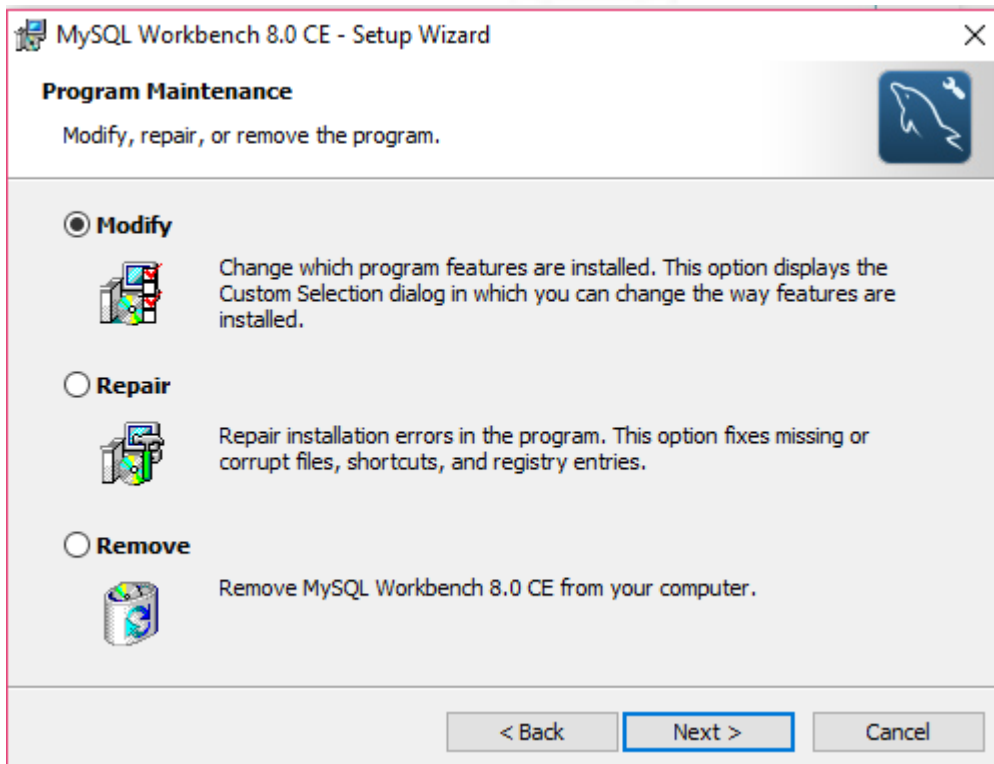 MySQL Workbench 8.0 CE - Setup Wizard
Program Maintenance
Modify, repair, or remove the program.
Modify
Change which program features are installed. This option displays the
Custom Selection dialog in which you can change the way features are
installed.
Repair
Repair installation errors in the program. This option fixes missing or
corrupt files, shortcuts, and registry entries.
Remove
Remove MySQL Workbench 8.0 CE from your computer.
< Back
Next >
Cancel